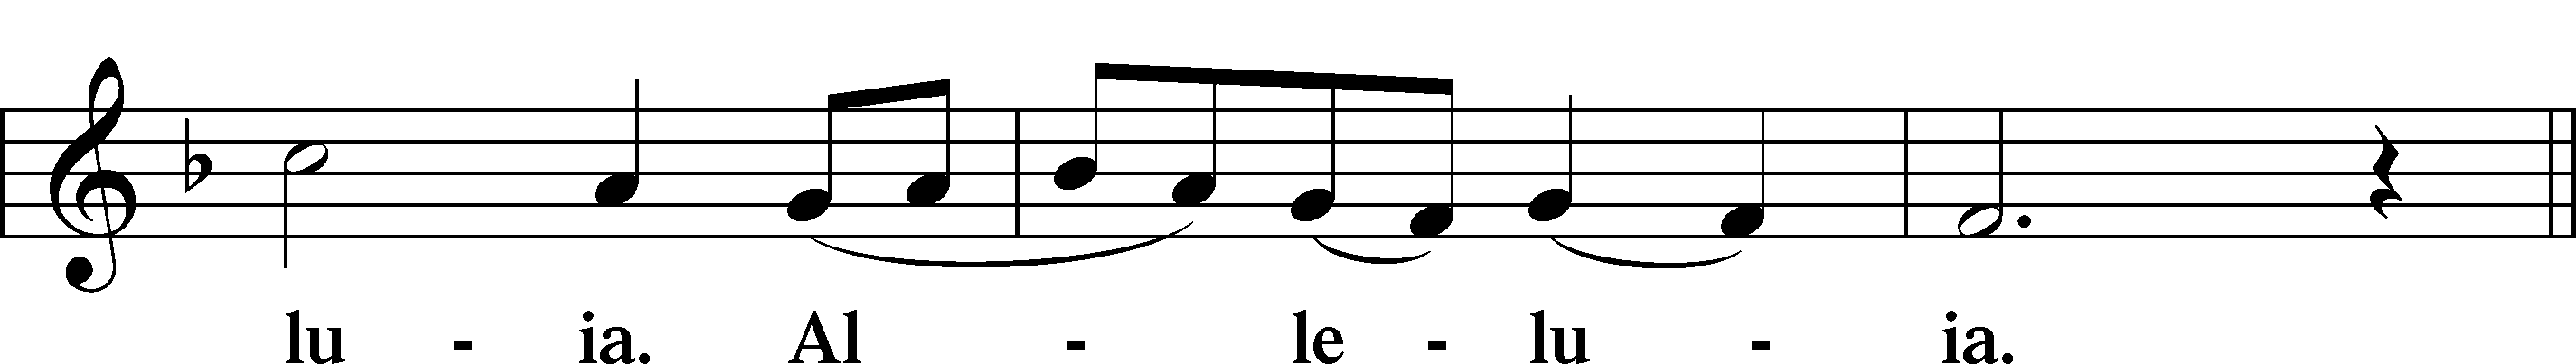 lu - ia. Al - le - lu - ia.